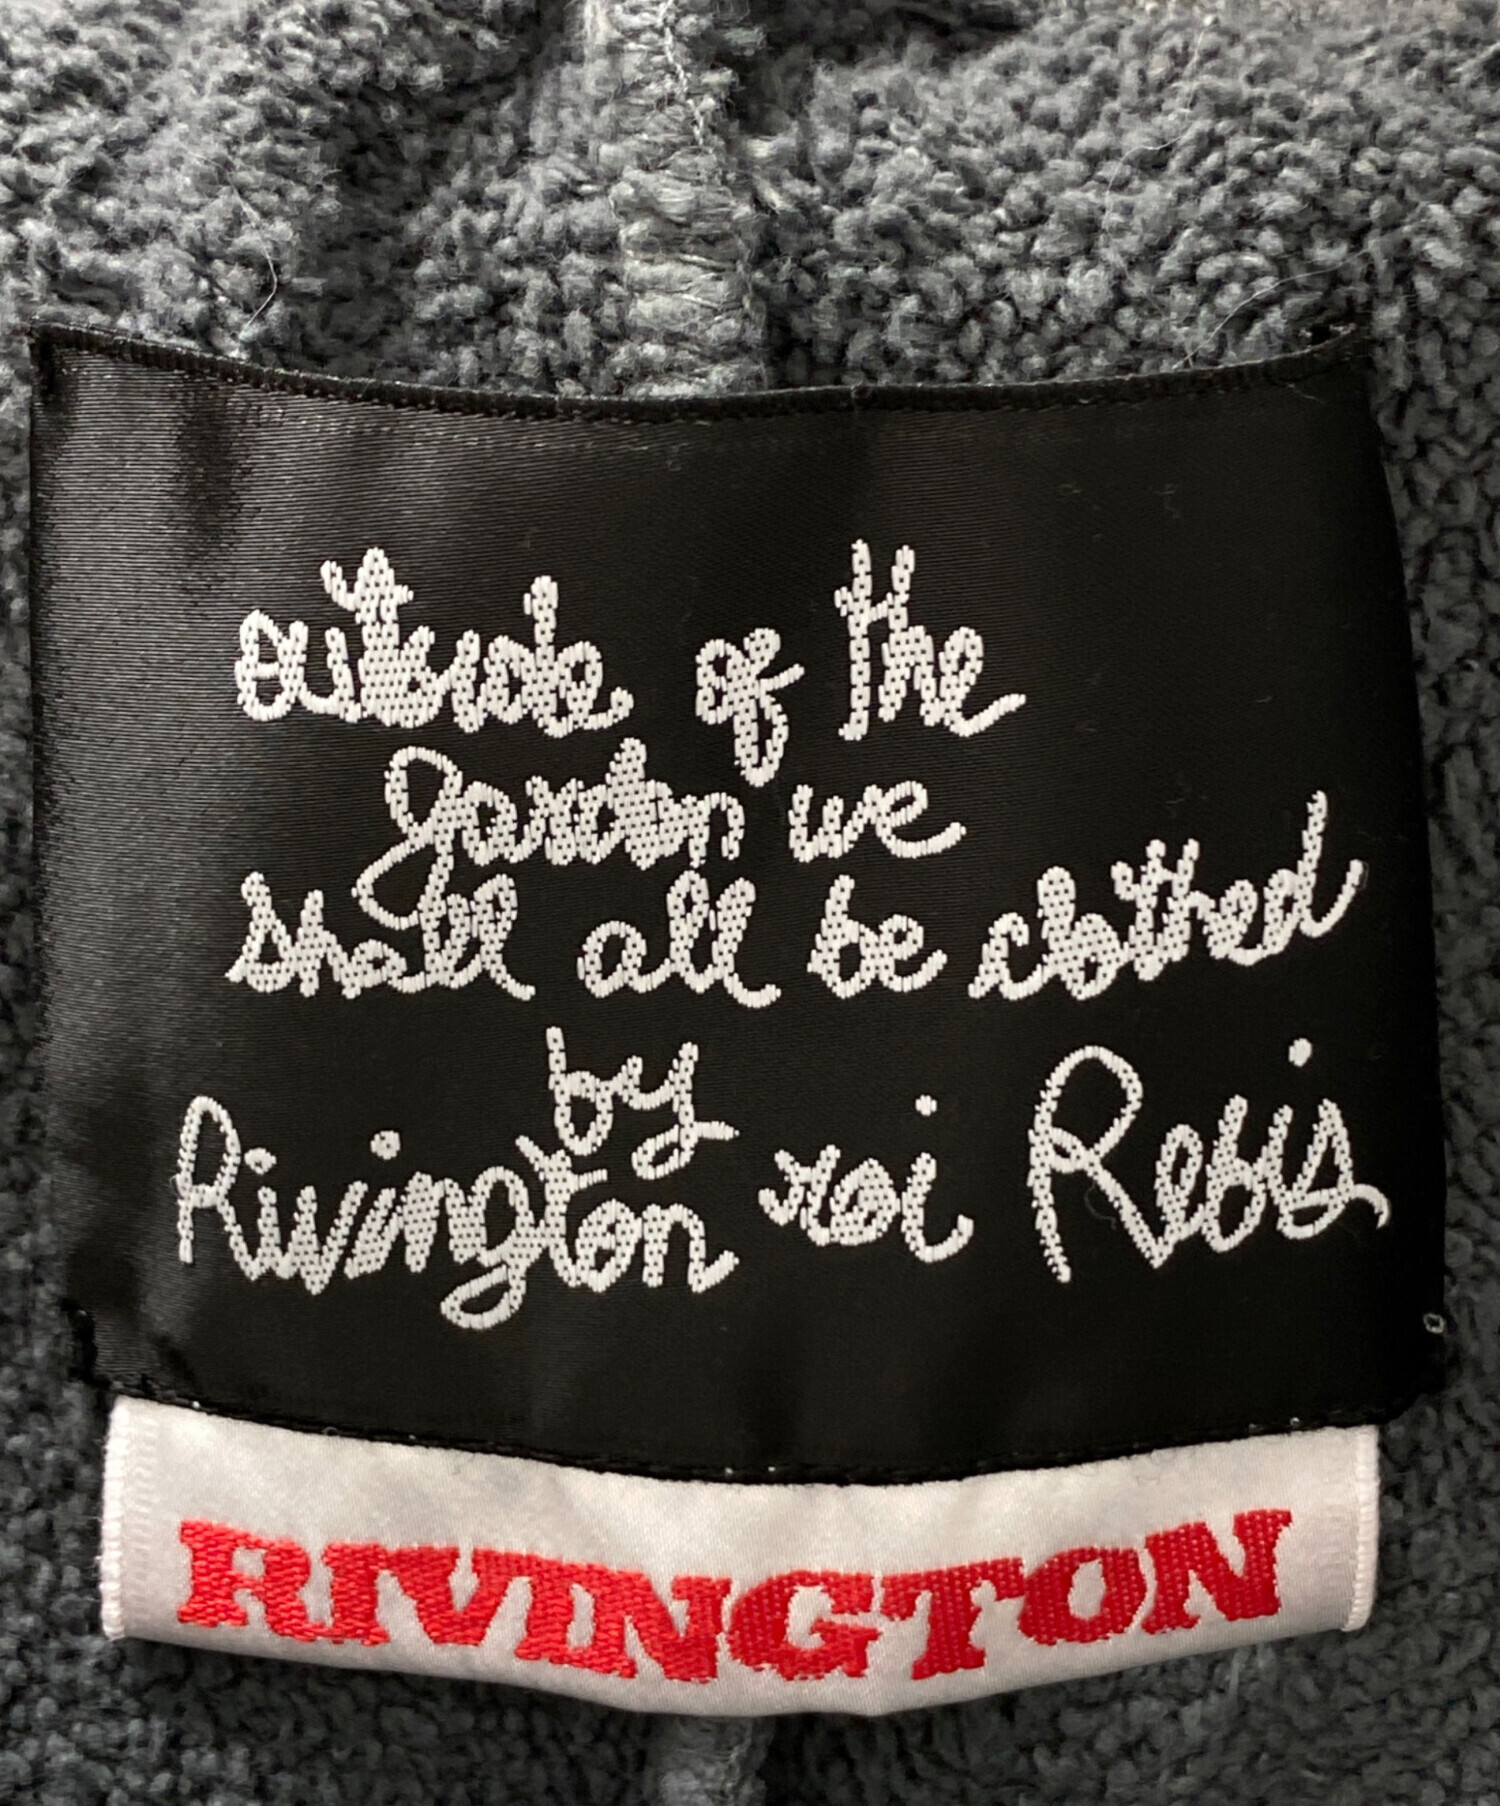 outside of the
garden we
shall all be clothed
by
Rivington roi Rebis
RIVINGTON